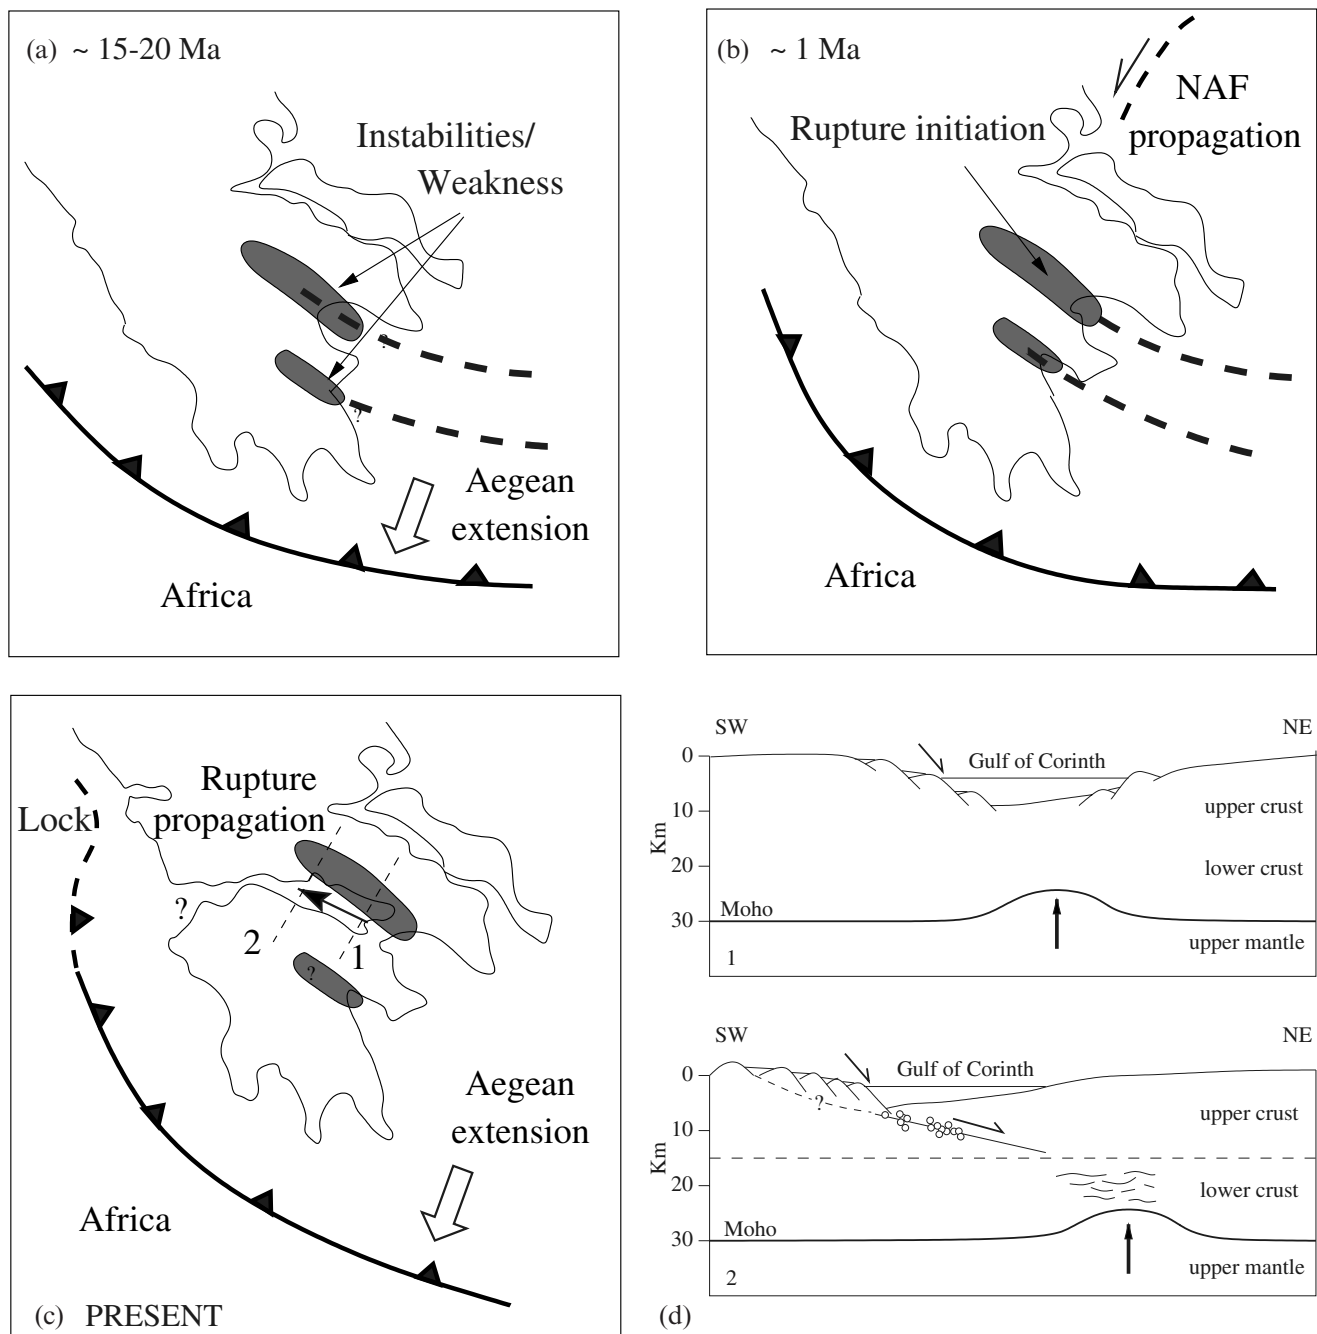 (a) ~ 15-20 Ma
Instabilities/
Weakness
?
?
Aegean
extension
Africa
(b) ~ 1 Ma
NAF
propagation
Rupture initiation
Africa
Rupture
propagation
Lock
?
2
1
?
Aegean
extension
Africa
(c) PRESENT
SW
NE
Gulf of Corinth
0
10
20
30
Km
upper crust
lower crust
Moho
upper mantle
1
SW
NE
Gulf of Corinth
0
10
20
30
Km
?
upper crust
lower crust
Moho
upper mantle
2
(d)